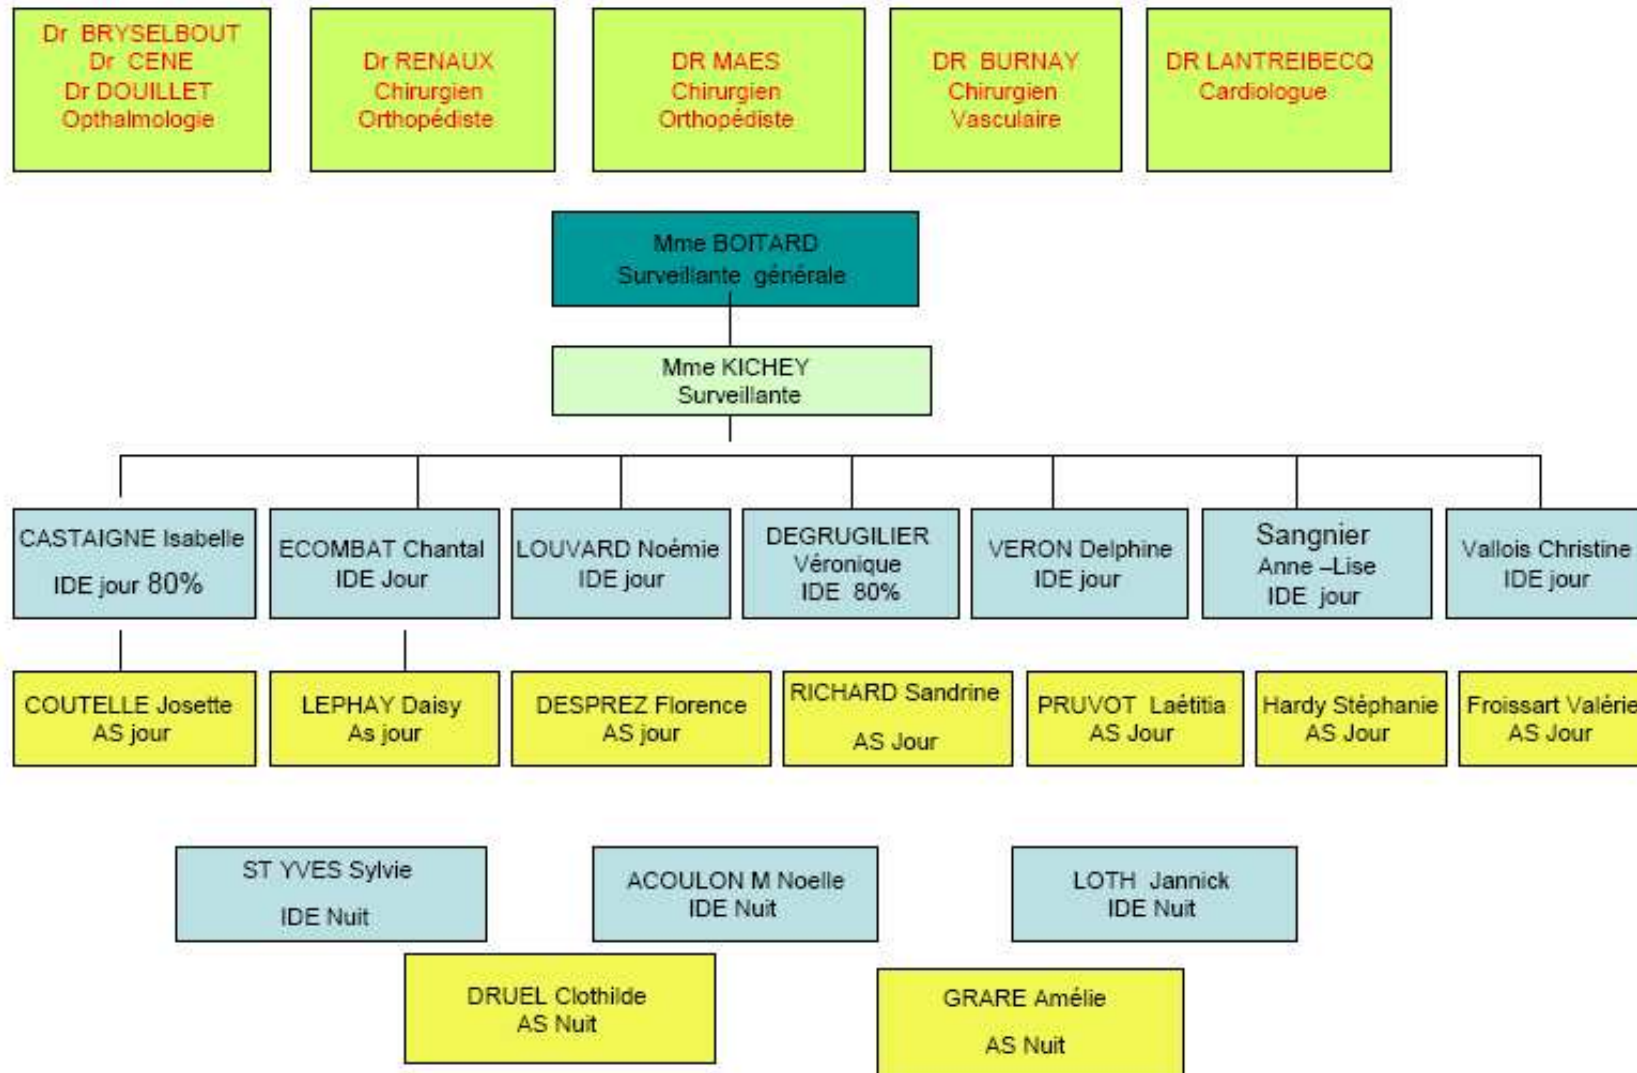 Dr BRYSELBOUT
Dr CENE
Dr DOUILLET
Opthalmologie
Dr RENAUX
Chirurgien
Orthopédiste
DR MAES
Chirurgien
Orthopédiste
DR BURNAY
Chirurgien
Vasculaire
DR LANTREIBECQ
Cardiologue
Mme BOITARD
Surveillante générale
Mme KICHEY
Surveillante
CASTAIGNE Isabelle
IDE jour 80%
ECOMBAT Chantal
IDE Jour
LOUVARD Noémie
IDE jour
DEGRUGILIER
Véronique
IDE 80%
VERON Delphine
IDE jour
Sangnier
Anne –Lise
IDE jour
Vallois Christine
IDE jour
COUTELLE Josette
AS jour
LEPHAY Daisy
As jour
DESPREZ Florence
AS jour
RICHARD Sandrine
AS Jour
PRUVOT Laétitia
AS Jour
Hardy Stéphanie
AS Jour
Froissart Valérie
AS Jour
ST YVES Sylvie
IDE Nuit
ACOULON M Noelle
IDE Nuit
LOTH Jannick
IDE Nuit
DRUEL Clothilde
AS Nuit
GRARE Amélie
AS Nuit